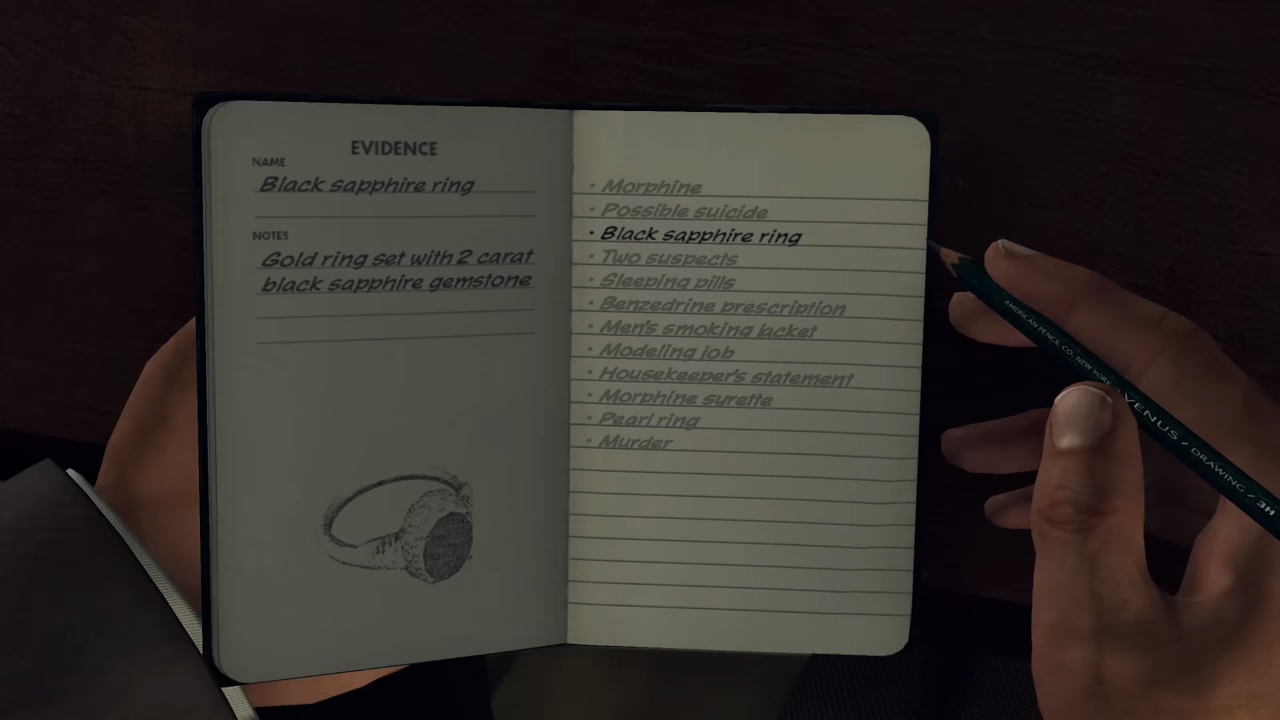 EVIDENCE
NAME
Black sapphire ring
NOTES
Gold ring set with 2 carat
black sapphire gemstone
• Morphine
• Possible suicide
• Black sapphire ring
• Two suspects
• Sleeping pills
• Benzedrine prescription
• Men's smoking jacket
• Modeling job
• Housekeeper's statement
• Morphine syrette
• Pearl ring
• Murder
AMERICAN PENCIL CO. NEW YORK VENUS / DRAWING / 3H